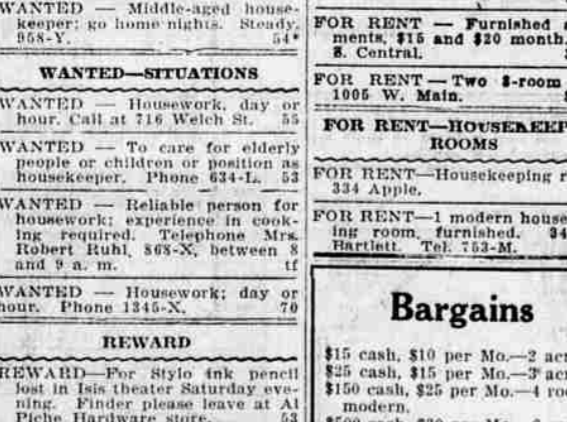 WANTED — Middle-aged house-
keeper; go home nights. Steady.
958-Y. 54*
WANTED—SITUATIONS
WANTED — Housework, day or
hour. Call at 716 Welch St. 55
WANTED — To care for elderly
people or children or position as
housekeeper. Phone 634-L. 53
WANTED — Reliable person for
housework; experience in cook-
ing required. Telephone Mrs.
Robert Ruhl, 868-X, between 8
and 9 a. m. tf
WANTED — Housework; day or
hour. Phone 1345-X. 70
REWARD
REWARD—For Stylo ink pencil
lost in Isis theater Saturday eve-
ning. Finder please leave at Al
Piche Hardware store. 53
FOR RENT — Furnished
ments, $15 and $20 month.
S. Central.
FOR RENT — Two 3-room
1005 W. Main.
FOR RENT—HOUSEKEEP
ROOMS
FOR RENT—Housekeeping r
334 Apple.
FOR RENT—1 modern house
ing room, furnished. 34
Bartlett. Tel. 753-M.
Bargains
$15 cash, $10 per Mo.—2 acr
$25 cash, $15 per Mo.—3 acr
$150 cash, $25 per Mo.—4 roo
modern.